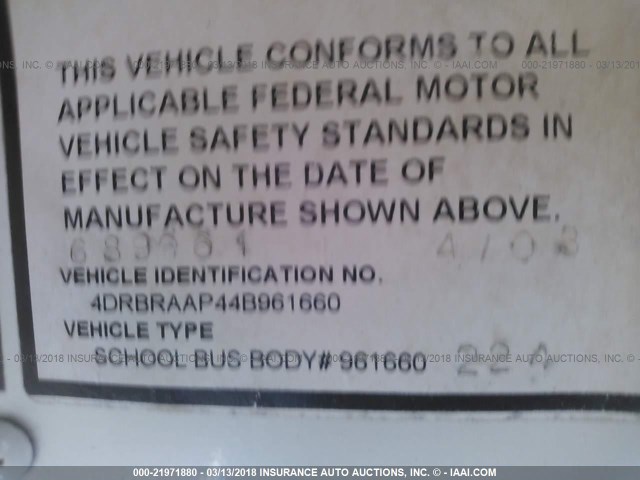 THIS VEHICLE CONFORMS TO ALL
APPLICABLE FEDERAL MOTOR
VEHICLE SAFETY STANDARDS IN
EFFECT ON THE DATE OF
MANUFACTURE SHOWN ABOVE.
VEHICLE IDENTIFICATION NO.
4DRBRAAP44B961660
VEHICLE TYPE
SCHOOL BUS BODY# 961660 224
000-21971880 - 03/13/2018 INSURANCE AUTO AUCTIONS, INC. - © - IAAI.COM